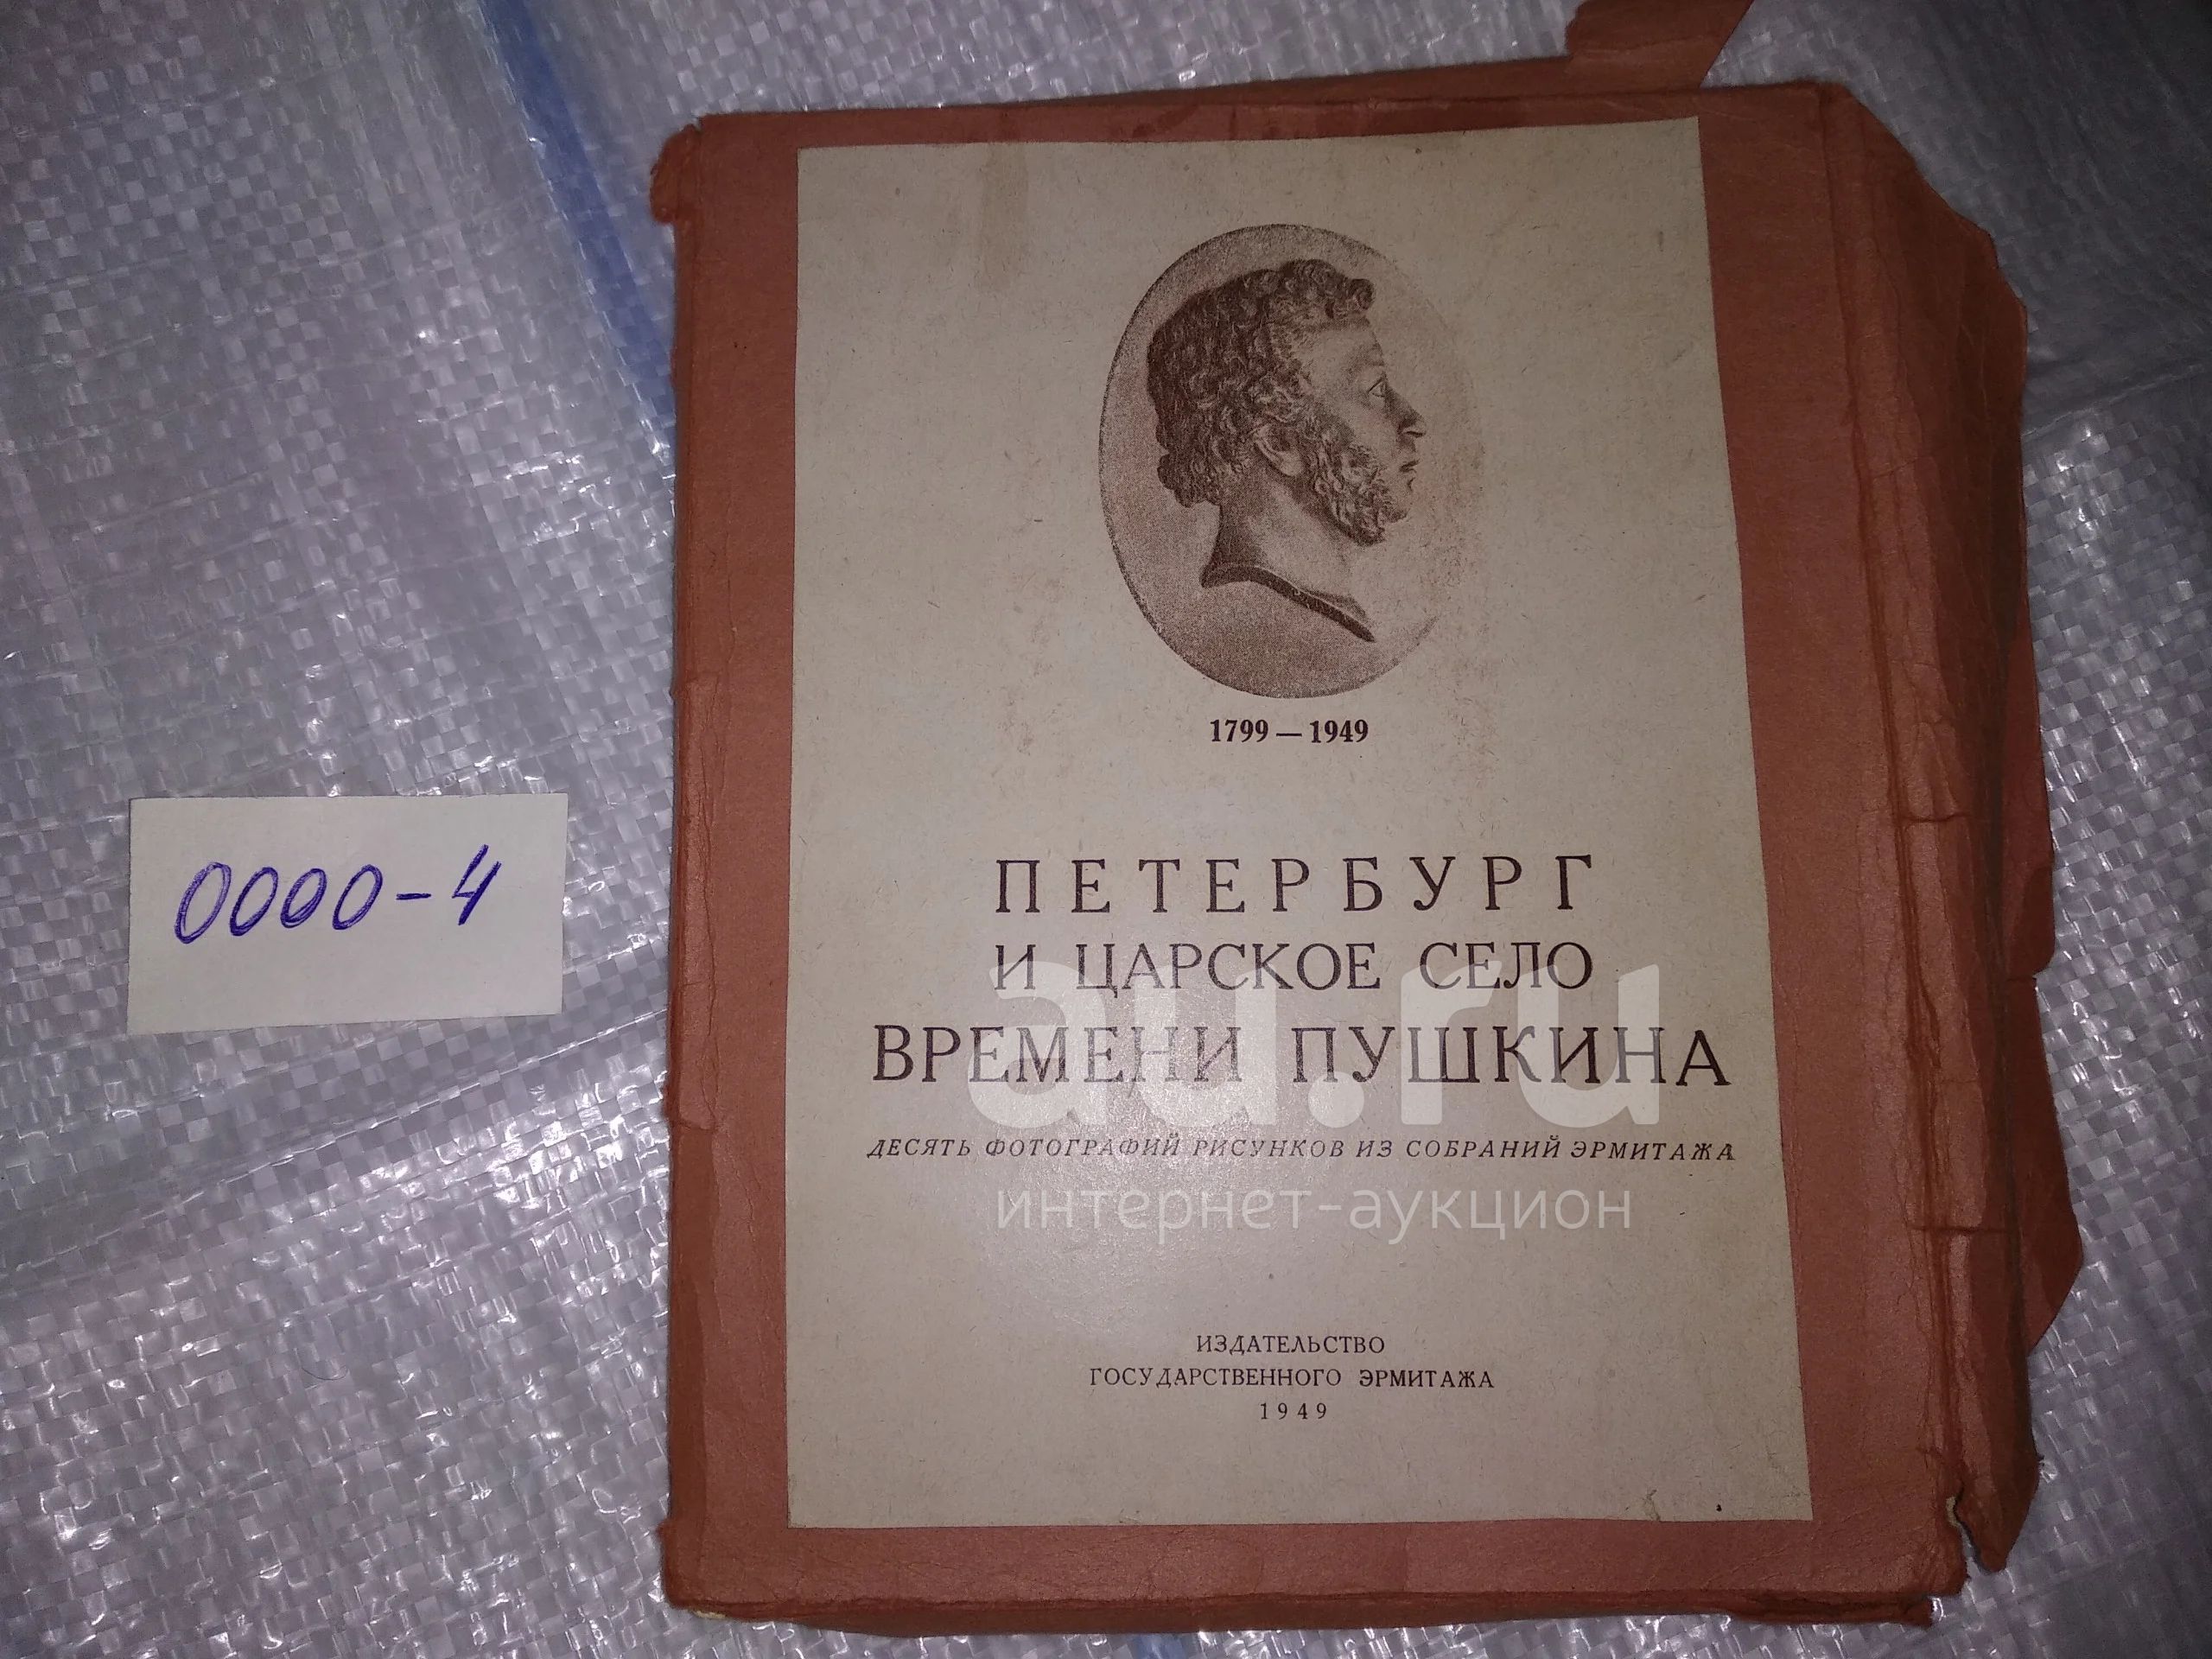 1799 — 1949
ПЕТЕРБУРГ
И ЦАРСКОЕ СЕЛО
ВРЕМЕНИ ПУШКИНА
ДЕСЯТЬ ФОТОГРАФИЙ РИСУНКОВ ИЗ СОБРАНИЙ ЭРМИТАЖА
ИЗДАТЕЛЬСТВО
ГОСУДАРСТВЕННОГО ЭРМИТАЖА
1949
0000-4
au.ru
интернет-аукцион